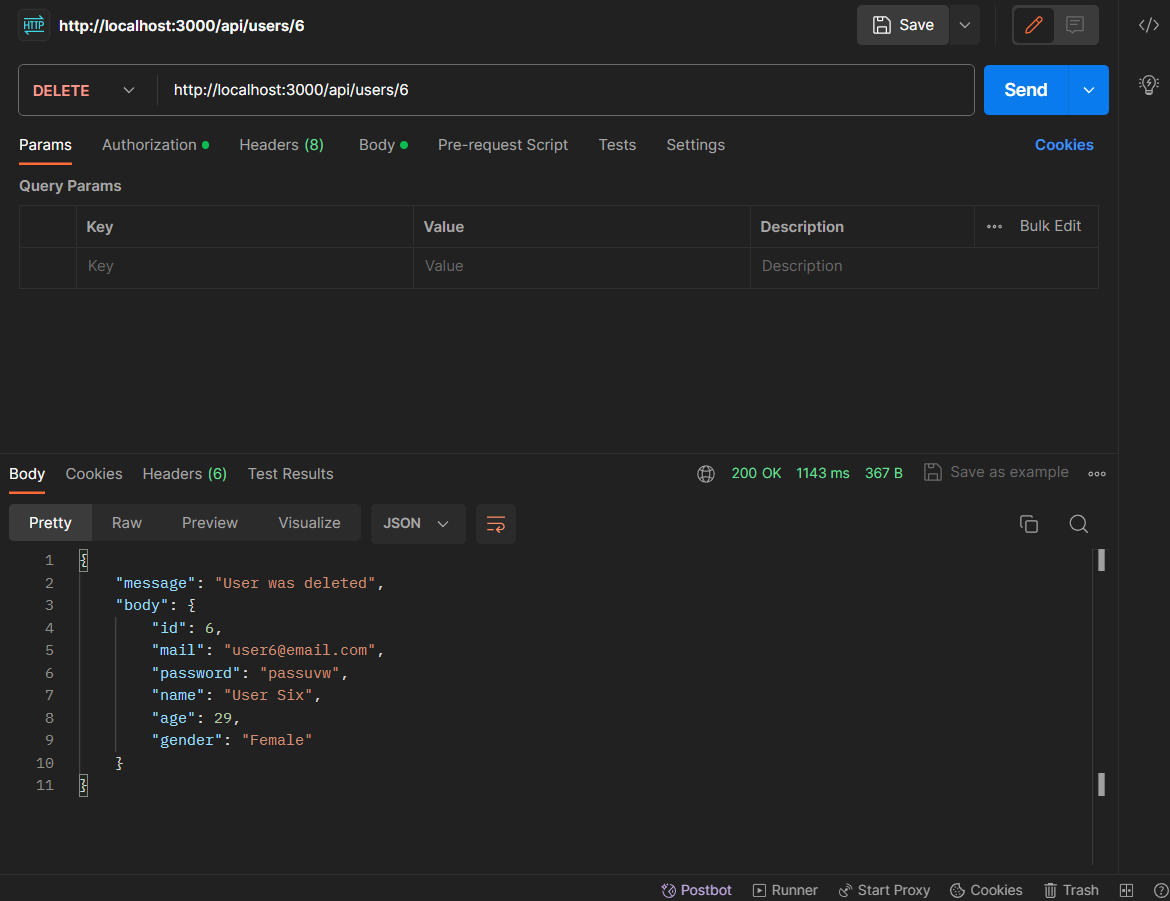 HTTP http://localhost:3000/api/users/6 Save
DELETE http://localhost:3000/api/users/6 Send
Params Authorization Headers (8) Body Pre-request Script Tests Settings Cookies
Query Params
Key Value Description Bulk Edit
Key Value Description
Body Cookies Headers (6) Test Results 200 OK 1143 ms 367 B Save as example
Pretty Raw Preview Visualize JSON
1 {
2 "message": "User was deleted",
3 "body": {
4 "id": 6,
5 "mail": "user6@email.com",
6 "password": "passuvw",
7 "name": "User Six",
8 "age": 29,
9 "gender": "Female"
10 }
11 }
Postbot Runner Start Proxy Cookies Trash